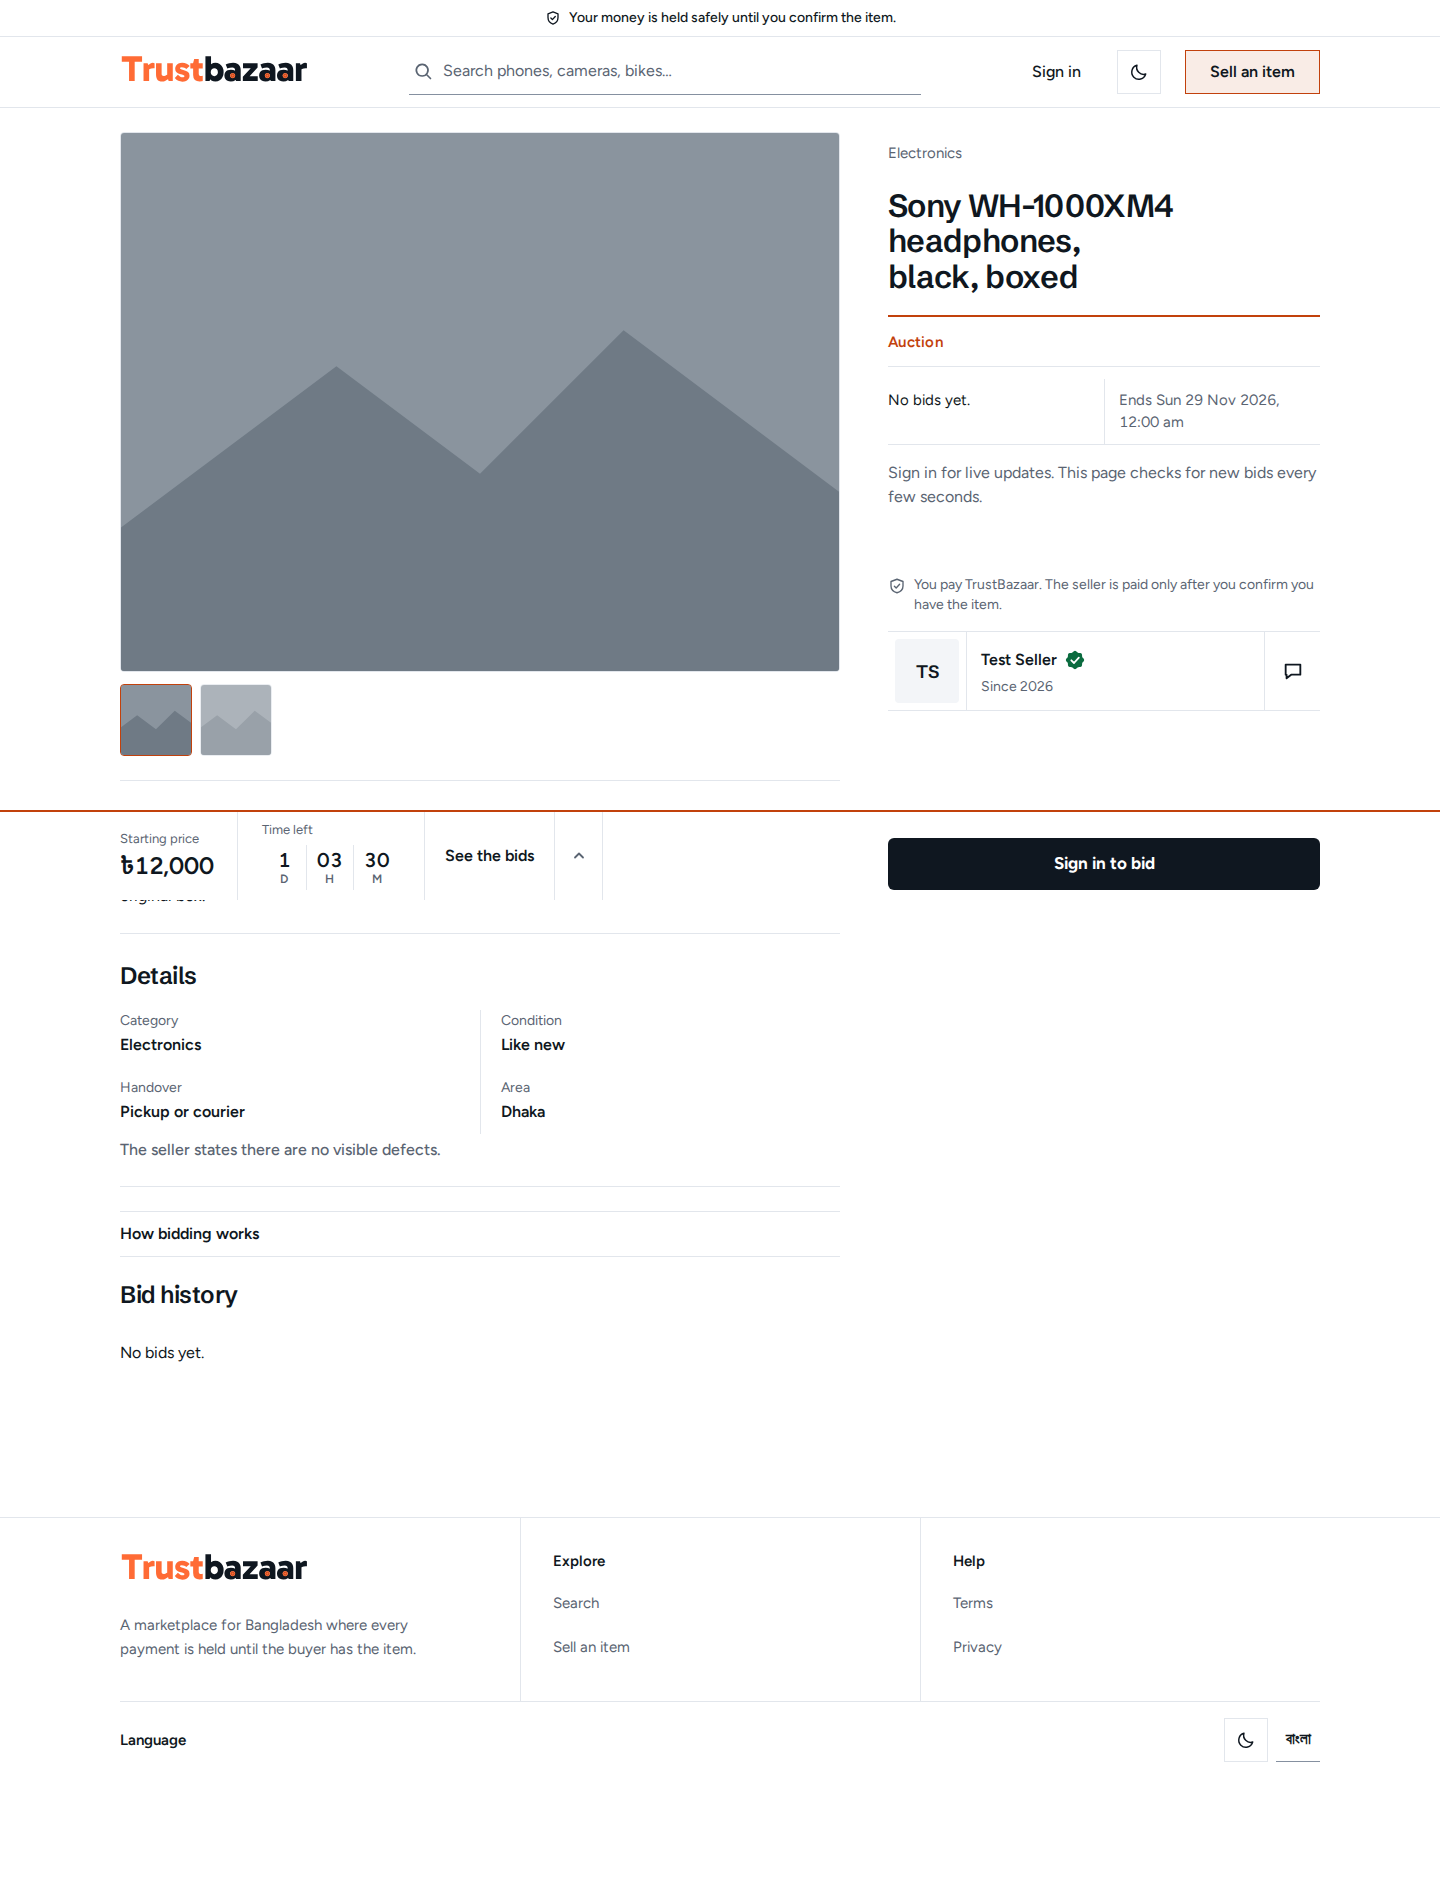 Your money is held safely until you confirm the item.
Trustbazaar
Search phones, cameras, bikes...
Sign in
Sell an item
Electronics
Sony WH-1000XM4
headphones,
black, boxed
Auction
No bids yet.
Ends Sun 29 Nov 2026,
12:00 am
Sign in for live updates. This page checks for new bids every
few seconds.
You pay TrustBazaar. The seller is paid only after you confirm you
have the item.
TS
Test Seller
Since 2026
Starting price
৳12,000
Time left
1
D
03
H
30
M
See the bids
Sign in to bid
Details
Category
Electronics
Condition
Like new
Handover
Pickup or courier
Area
Dhaka
The seller states there are no visible defects.
How bidding works
Bid history
No bids yet.
Trustbazaar
A marketplace for Bangladesh where every
payment is held until the buyer has the item.
Explore
Search
Sell an item
Help
Terms
Privacy
Language
বাংলা